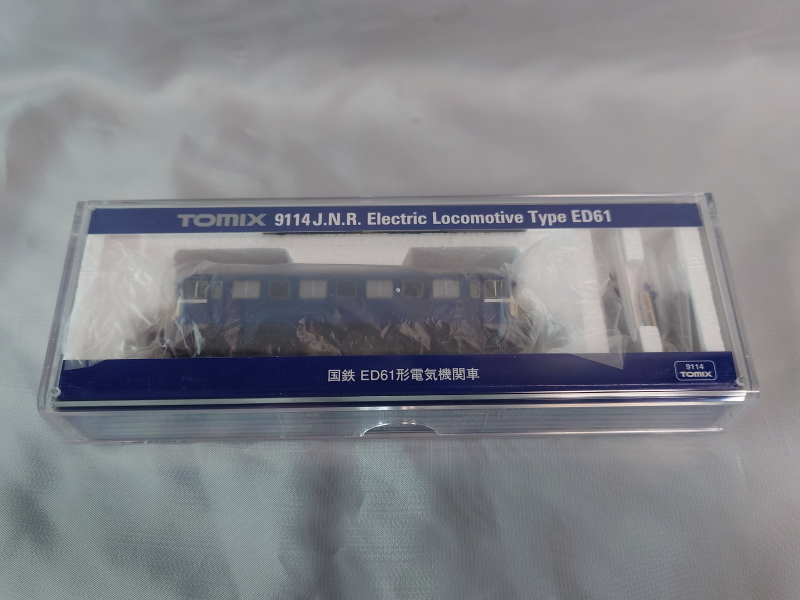 TOMIX 9114 J.N.R. Electric Locomotive Type ED61
国鉄 ED61形電気機関車
9114
TOMIX